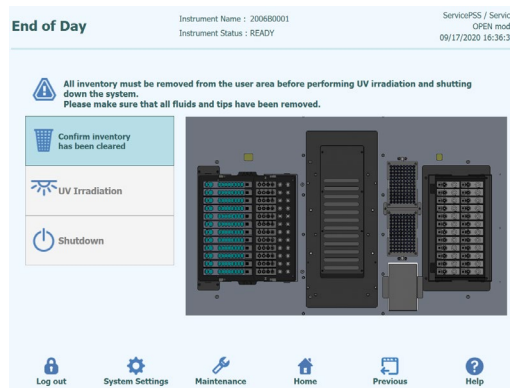 End of Day
Instrument Name : 2006B0001
Instrument Status : READY
ServicePSS / Servic
OPEN mod
09/17/2020 16:36:3
All inventory must be removed from the user area before performing UV irradiation and shutting
down the system.
Please make sure that all fluids and tips have been removed.
Confirm inventory
has been cleared
UV Irradiation
Shutdown
Log out
System Settings
Maintenance
Home
Previous
Help